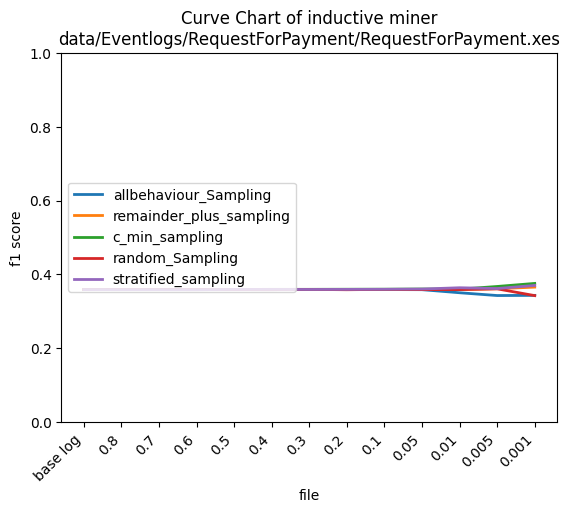 Curve Chart of inductive miner
data/Eventlogs/RequestForPayment/RequestForPayment.xes
1.0
0.8
0.6
0.4
0.2
0.0
f1 score
allbehaviour_Sampling
remainder_plus_sampling
c_min_sampling
random_Sampling
stratified_sampling
base log
0.8
0.7
0.6
0.5
0.4
0.3
0.2
0.1
0.05
0.01
0.005
0.001
file